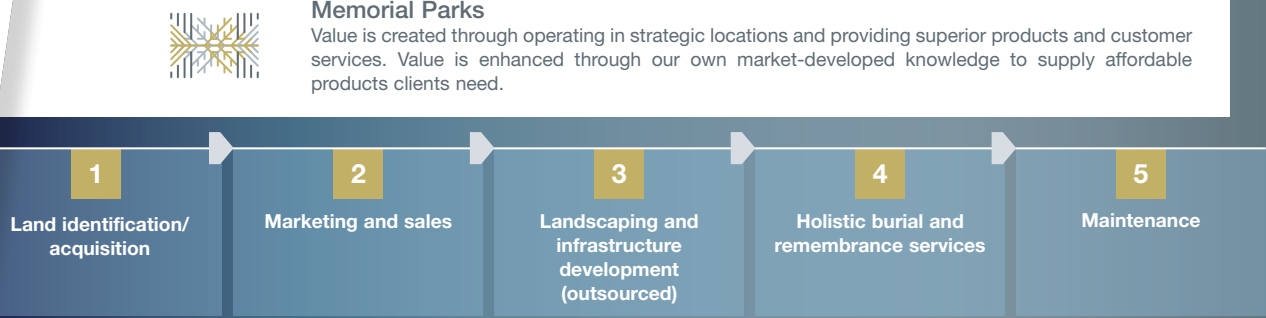 Memorial Parks
Value is created through operating in strategic locations and providing superior products and customer
services. Value is enhanced through our own market-developed knowledge to supply affordable
products clients need.
1
Land identification/
acquisition
2
Marketing and sales
3
Landscaping and
infrastructure
development
(outsourced)
4
Holistic burial and
remembrance services
5
Maintenance